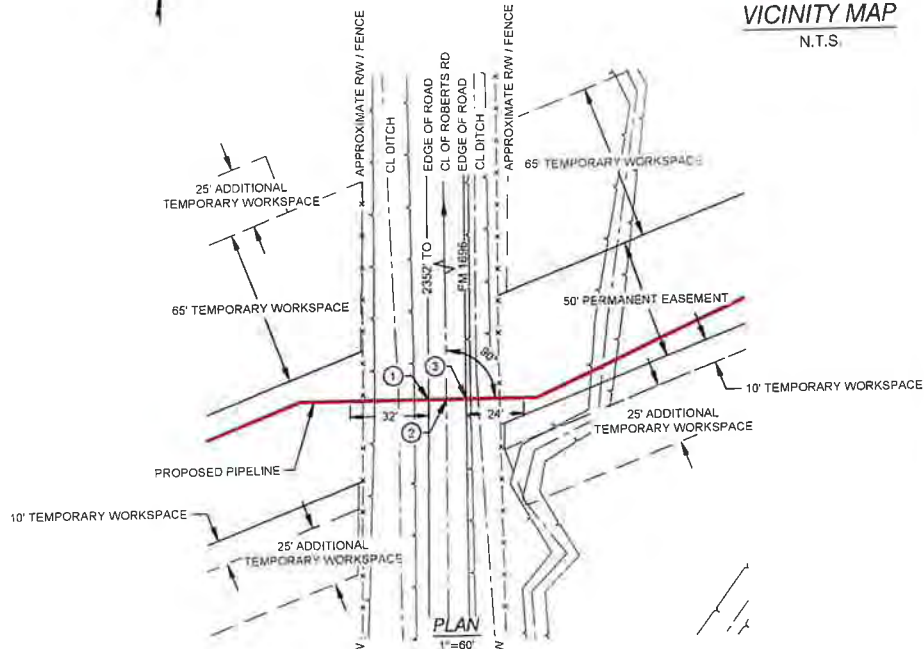 VICINITY MAP
N.T.S.
APPROXIMATE R/W / FENCE
CL DITCH
EDGE OF ROAD
CL OF ROBERTS RD
EDGE OF ROAD
CL DITCH
APPROXIMATE R/W / FENCE
65' TEMPORARY WORKSPACE
25' ADDITIONAL
TEMPORARY WORKSPACE
2352' TO
FM 1696
65' TEMPORARY WORKSPACE
50' PERMANENT EASEMENT
90°
1
3
10' TEMPORARY WORKSPACE
32'
24'
2
25' ADDITIONAL
TEMPORARY WORKSPACE
PROPOSED PIPELINE
10' TEMPORARY WORKSPACE
25' ADDITIONAL
TEMPORARY WORKSPACE
PLAN
1"=60'